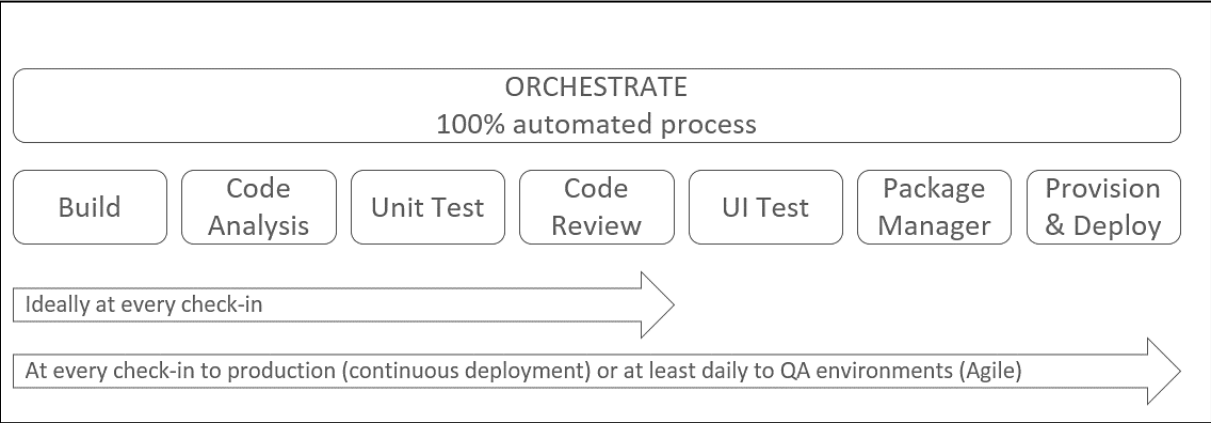 ORCHESTRATE
100% automated process
Build
Code
Analysis
Unit Test
Code
Review
UI Test
Package
Manager
Provision
& Deploy
Ideally at every check-in
At every check-in to production (continuous deployment) or at least daily to QA environments (Agile)